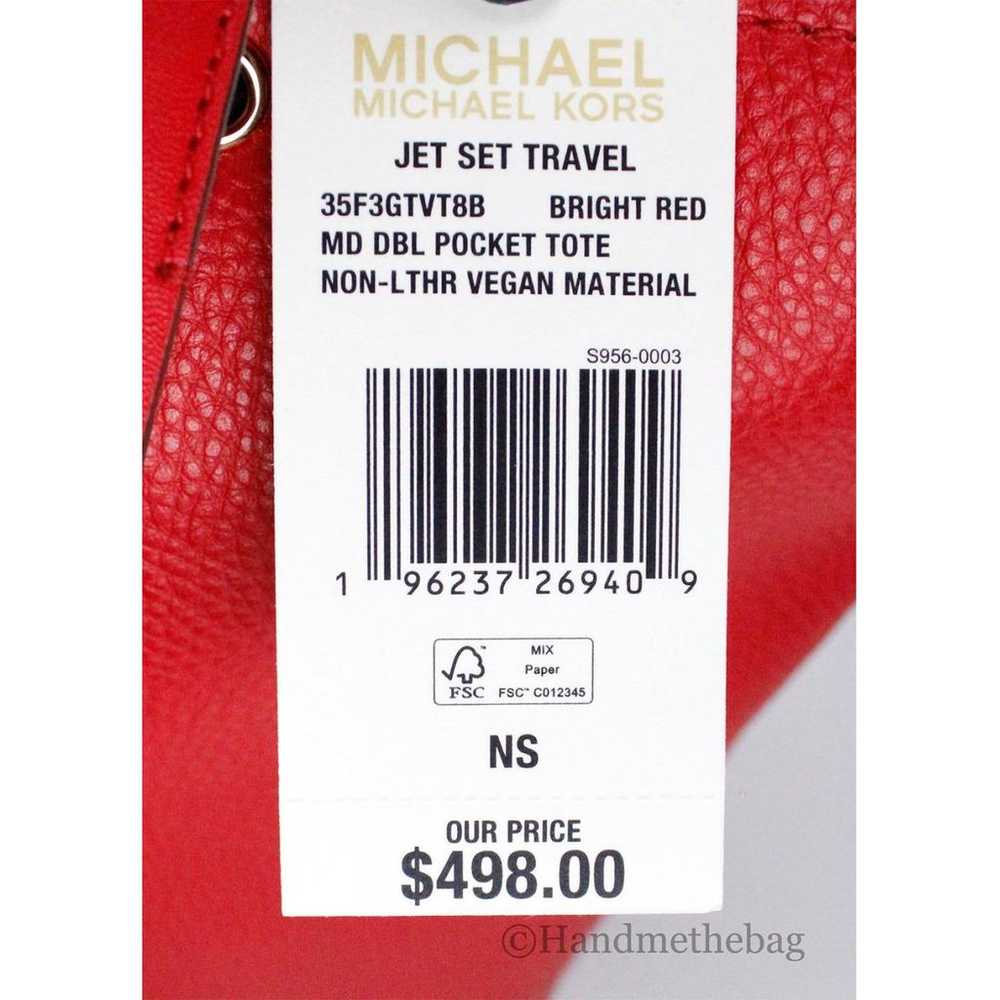 MICHAEL
MICHAEL KORS
JET SET TRAVEL
35F3GTVT8B BRIGHT RED
MD DBL POCKET TOTE
NON-LTHR VEGAN MATERIAL
S956-0003
1 96237 26940 9
MIX
Paper
FSC FSC™ C012345
NS
OUR PRICE
$498.00
©Handmethebag